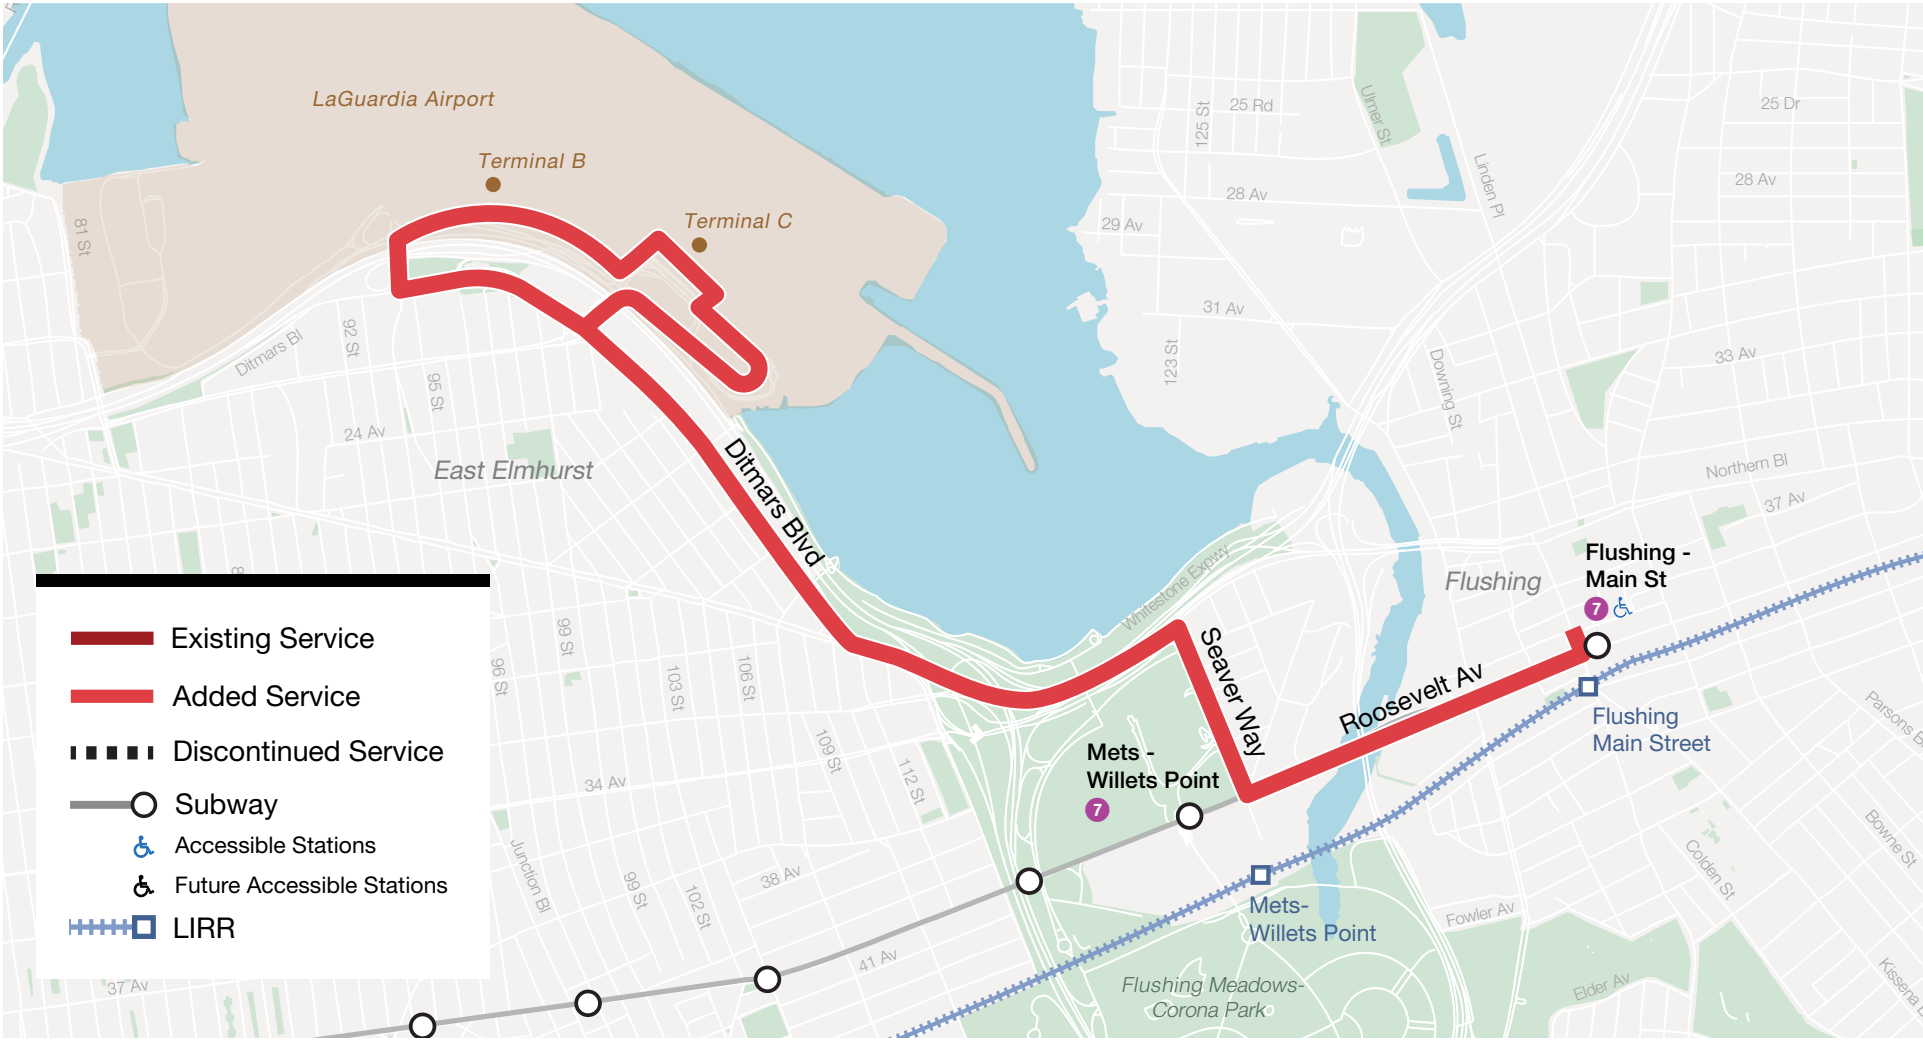 LaGuardia Airport
Terminal B
Terminal C
81 St
Ditmars Bl
92 St
95 St
24 Av
East Elmhurst
Ditmars Blvd
125 St
25 Rd
Ulmer St
Linden Pl
28 Av
29 Av
31 Av
123 St
25 Dr
28 Av
33 Av
Downing St
Northern Bl
37 Av
Whitestone Expwy
Flushing
Flushing -
Main St
7
Seaver Way
Roosevelt Av
Flushing
Main Street
Parsons B
Mets -
Willets Point
7
Mets-
Willets Point
Flushing Meadows-
Corona Park
Fowler Av
Elder Av
Colden St
Bowne St
Kissena B
8
99 St
96 St
103 St
106 St
109 St
112 St
34 Av
Junction Bl
99 St
102 St
38 Av
41 Av
37 Av
Existing Service
Added Service
Discontinued Service
Subway
Accessible Stations
Future Accessible Stations
LIRR